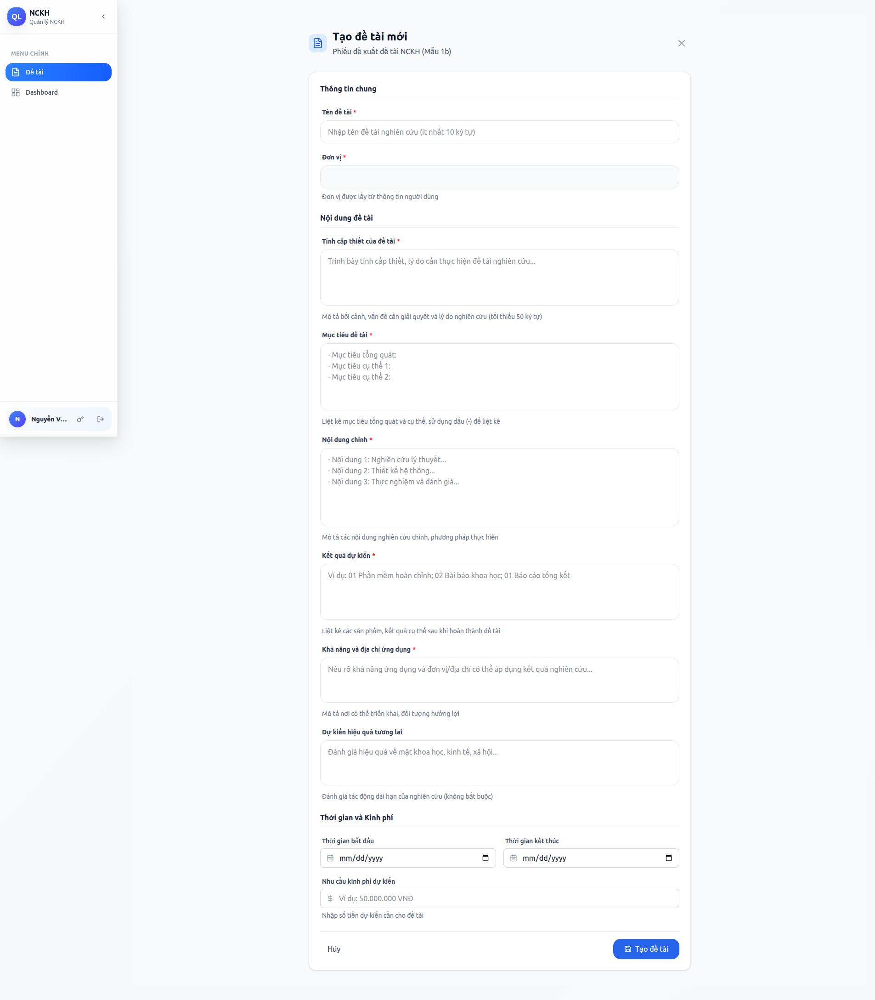 QL
NCKH
Quản lý NCKH
MENU CHÍNH
Đề tài
Dashboard
Nguyễn V...
N
Tạo đề tài mới
Phiếu đề xuất đề tài NCKH (Mẫu 1b)
Thông tin chung
Tên đề tài *
Nhập tên đề tài nghiên cứu (ít nhất 10 ký tự)
Đơn vị *
Đơn vị được lấy từ thông tin người dùng
Nội dung đề tài
Tính cấp thiết của đề tài *
Trình bày tính cấp thiết, lý do cần thực hiện đề tài nghiên cứu...
Mô tả bối cảnh, vấn đề cần giải quyết và lý do nghiên cứu (tối thiểu 50 ký tự)
Mục tiêu đề tài *
- Mục tiêu tổng quát:
- Mục tiêu cụ thể 1:
- Mục tiêu cụ thể 2:
Liệt kê mục tiêu tổng quát và cụ thể, sử dụng dấu (-) để liệt kê
Nội dung chính *
- Nội dung 1: Nghiên cứu lý thuyết...
- Nội dung 2: Thiết kế hệ thống...
- Nội dung 3: Thực nghiệm và đánh giá...
Mô tả các nội dung nghiên cứu chính, phương pháp thực hiện
Kết quả dự kiến *
Ví dụ: 01 Phần mềm hoàn chỉnh; 02 Bài báo khoa học; 01 Báo cáo tổng kết
Liệt kê các sản phẩm, kết quả cụ thể sau khi hoàn thành đề tài
Khả năng và địa chỉ ứng dụng *
Nêu rõ khả năng ứng dụng và đơn vị/địa chỉ có thể áp dụng kết quả nghiên cứu...
Mô tả nơi có thể triển khai, đối tượng hưởng lợi
Dự kiến hiệu quả tương lai
Đánh giá hiệu quả về mặt khoa học, kinh tế, xã hội...
Đánh giá tác động dài hạn của nghiên cứu (không bắt buộc)
Thời gian và Kinh phí
Thời gian bắt đầu
Thời gian kết thúc
mm/dd/yyyy
mm/dd/yyyy
Nhu cầu kinh phí dự kiến
$ Ví dụ: 50.000.000 VNĐ
Nhập số tiền dự kiến cần cho đề tài
Hủy
Tạo đề tài